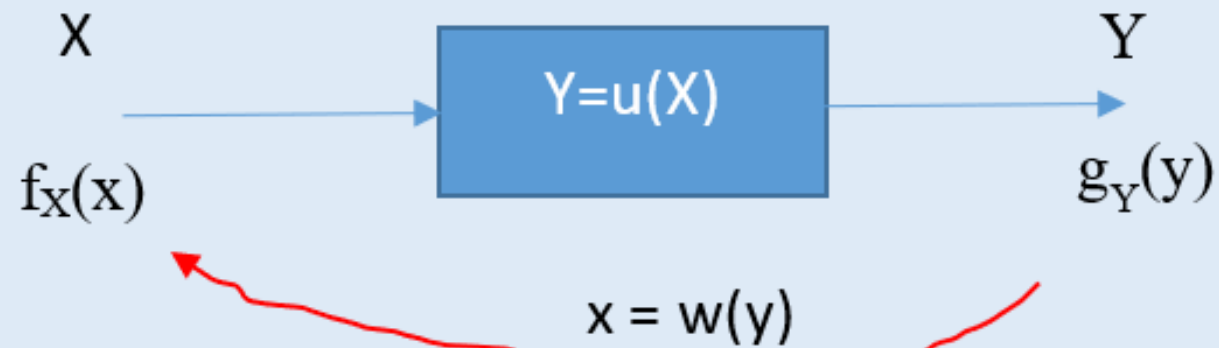 X
Y=u(X)
Y
fX(x)
gY(y)
x = w(y)